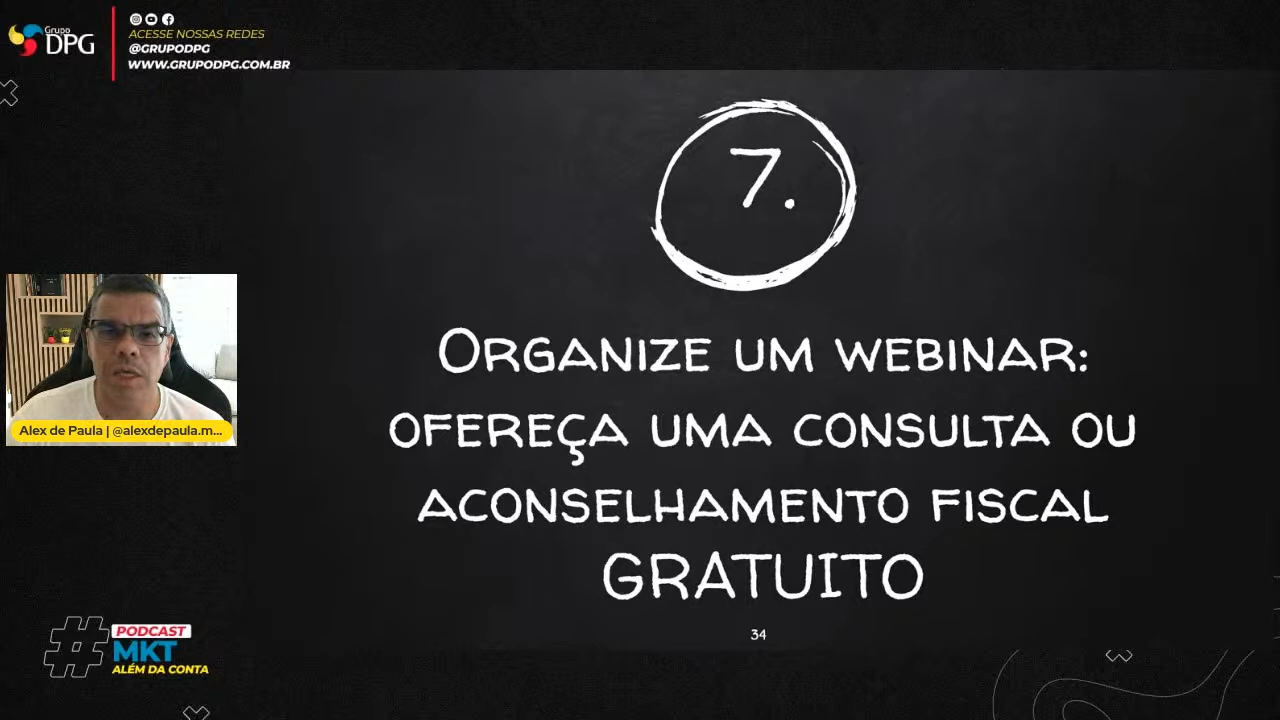 Grupo
DPG
ACESSE NOSSAS REDES
@GRUPODPG
WWW.GRUPODPG.COM.BR
7.
ORGANIZE UM WEBINAR:
OFEREÇA UMA CONSULTA OU
ACONSELHAMENTO FISCAL
GRATUITO
34
Alex de Paula | @alexdepaula.m...
#
PODCAST
MKT
ALÉM DA CONTA